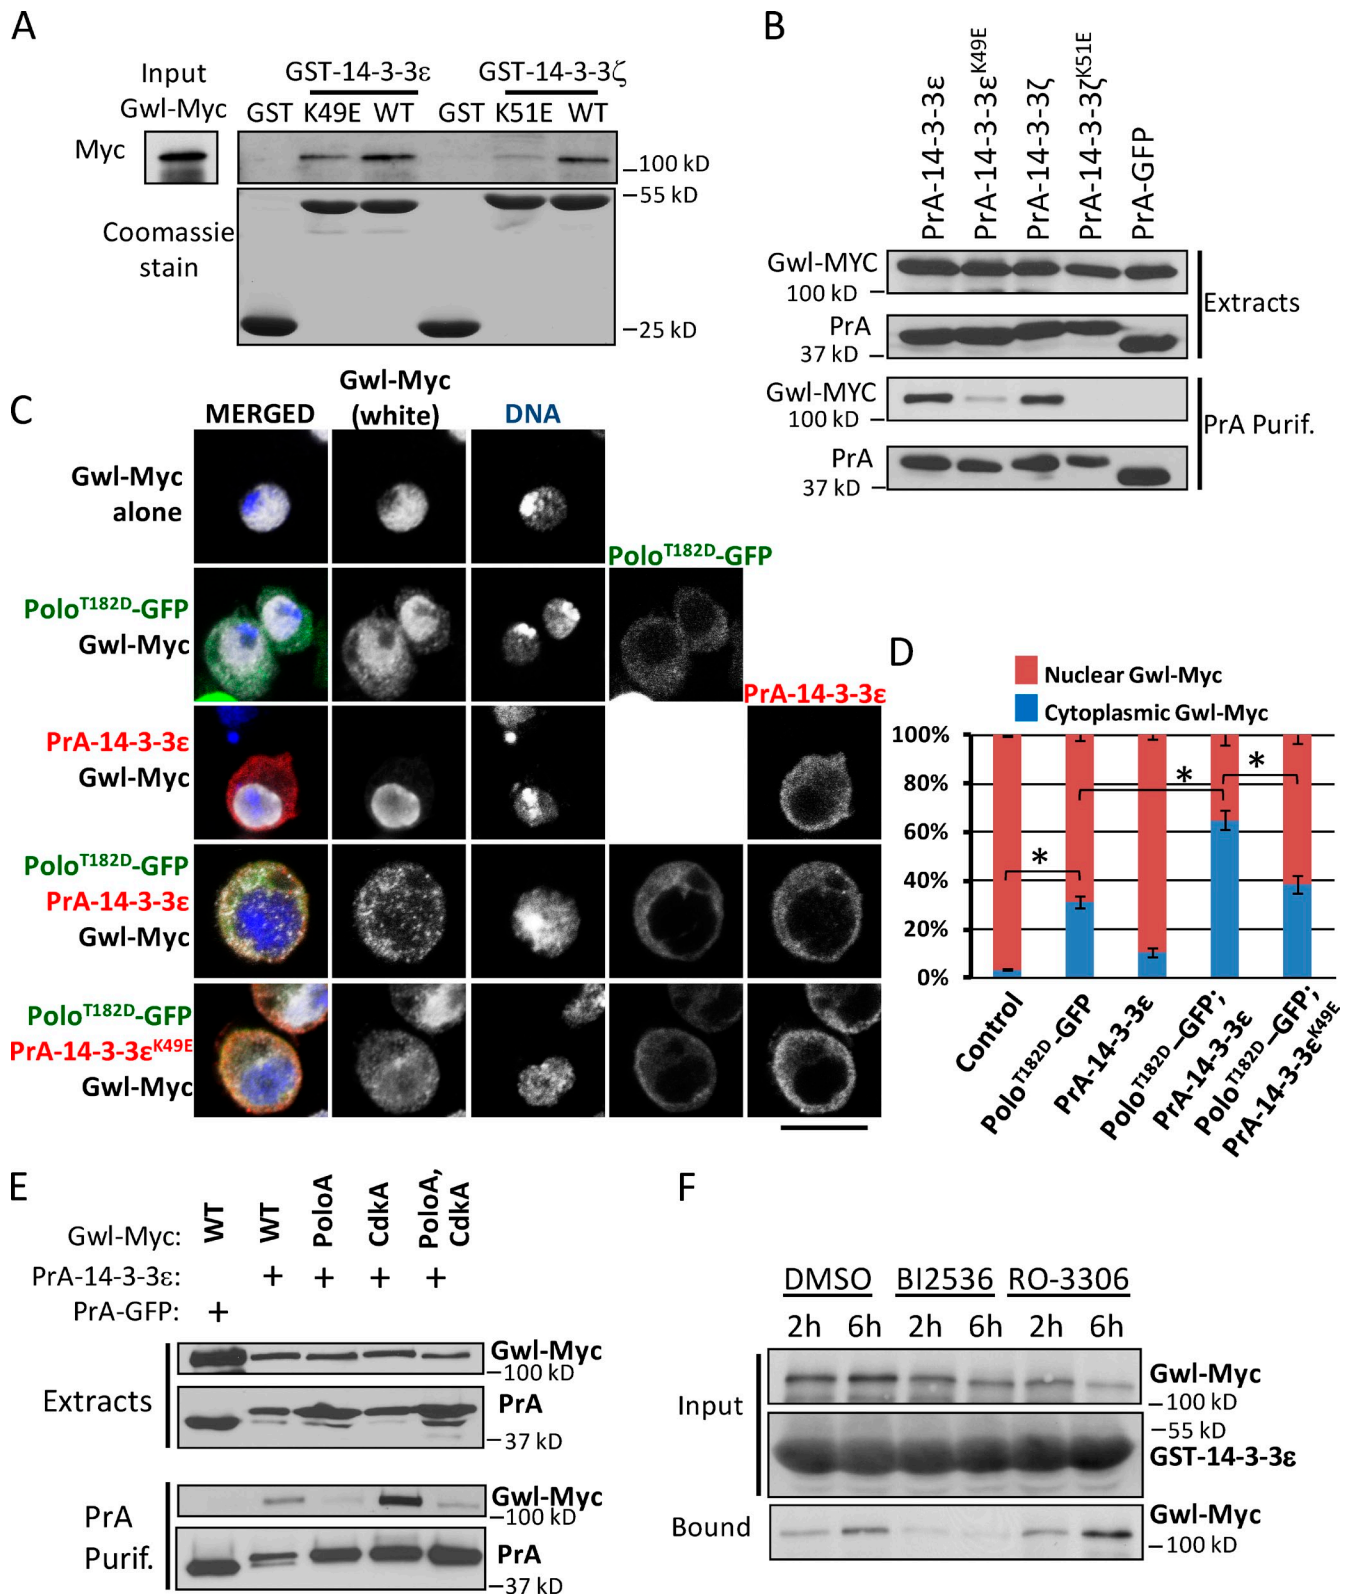 A
Input
Gwl-Myc
GST-14-3-3ε
GST-14-3-3ζ
GST K49E WT GST K51E WT
Myc
100 kD
55 kD
Coomassie
stain
25 kD
B
PrA-14-3-3ε
PrA-14-3-3εK49E
PrA-14-3-3ζ
PrA-14-3-3ζK51E
PrA-GFP
Gwl-MYC
100 kD
PrA
37 kD
Extracts
Gwl-MYC
100 kD
PrA
37 kD
PrA Purif.
C
MERGED
Gwl-Myc
(white)
DNA
Gwl-Myc
alone
PoloT182D-GFP
PoloT182D-GFP
Gwl-Myc
PrA-14-3-3ε
PrA-14-3-3ε
Gwl-Myc
PoloT182D-GFP
PrA-14-3-3ε
Gwl-Myc
PoloT182D-GFP
PrA-14-3-3εK49E
Gwl-Myc
D
Nuclear Gwl-Myc
Cytoplasmic Gwl-Myc
100%
80%
60%
40%
20%
0%
* * *
Control
PoloT182D-GFP
PrA-14-3-3ε
PoloT182D-GFP;
PrA-14-3-3ε
PoloT182D-GFP;
PrA-14-3-3εK49E
E
Gwl-Myc: WT WT PoloA CdkA PoloA, CdkA
PrA-14-3-3ε: + + + +
PrA-GFP: +
Extracts
Gwl-Myc
100 kD
PrA
37 kD
PrA
Purif.
Gwl-Myc
100 kD
PrA
37 kD
F
DMSO BI2536 RO-3306
2h 6h 2h 6h 2h 6h
Input
Gwl-Myc
100 kD
55 kD
GST-14-3-3ε
Bound
Gwl-Myc
100 kD